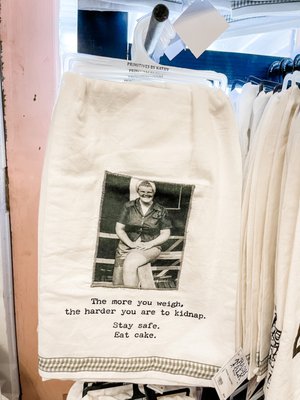 PRIMITIVES BY KATHY
The more you weigh,
the harder you are to kidnap.
Stay safe.
Eat cake.